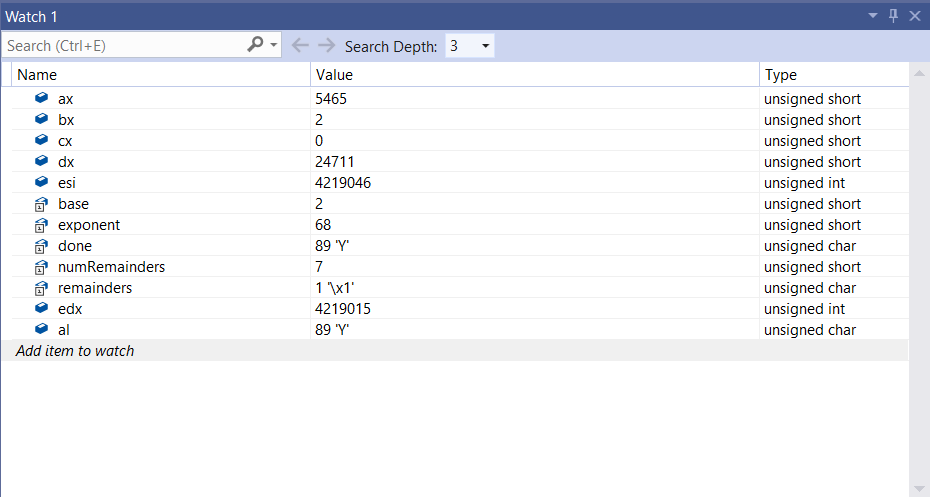 Watch 1
Search (Ctrl+E) Search Depth: 3
Name Value Type
ax 5465 unsigned short
bx 2 unsigned short
cx 0 unsigned short
dx 24711 unsigned short
esi 4219046 unsigned int
base 2 unsigned short
exponent 68 unsigned short
done 89 'Y' unsigned char
numRemainders 7 unsigned short
remainders 1 '\x1' unsigned char
edx 4219015 unsigned int
al 89 'Y' unsigned char
Add item to watch